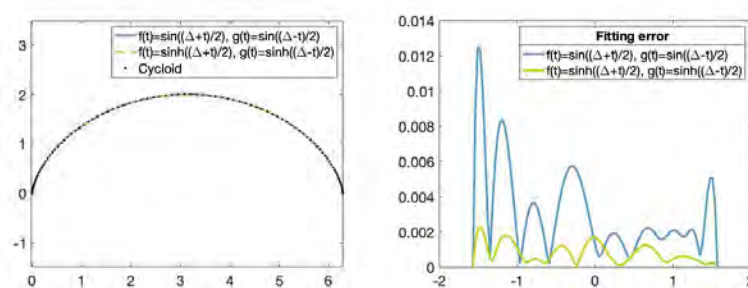 f(t)=sin((Δ+t)/2), g(t)=sin((Δ-t)/2)
f(t)=sinh((Δ+t)/2), g(t)=sinh((Δ-t)/2)
Cycloid
3
2
1
0
-1
0 1 2 3 4 5 6
Fitting error
f(t)=sin((Δ+t)/2), g(t)=sin((Δ-t)/2)
f(t)=sinh((Δ+t)/2), g(t)=sinh((Δ-t)/2)
0.014
0.012
0.01
0.008
0.006
0.004
0.002
0
-2 -1 0 1 2